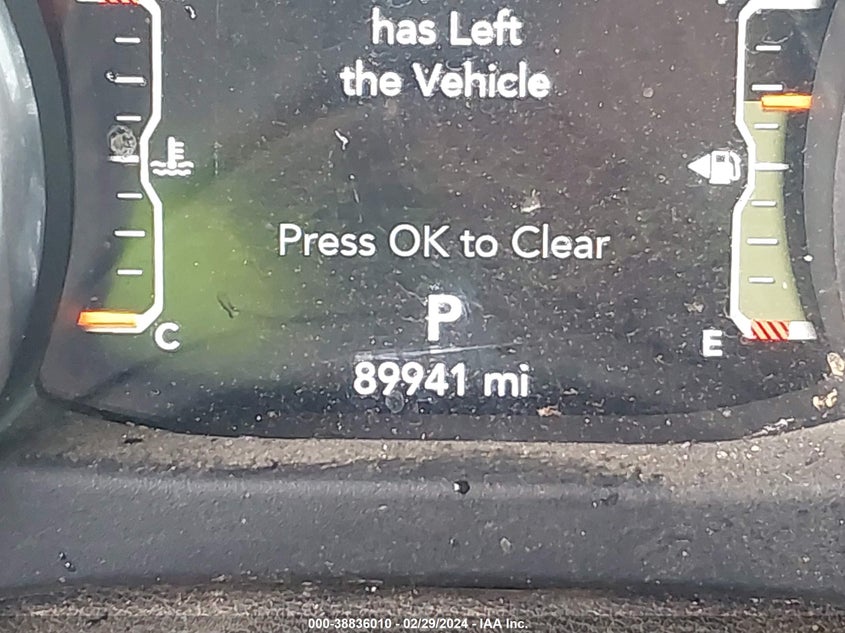 has Left
the Vehicle
Press OK to Clear
P
C
E
89941 mi
000-38836010 - 02/29/2024 - IAA Inc.